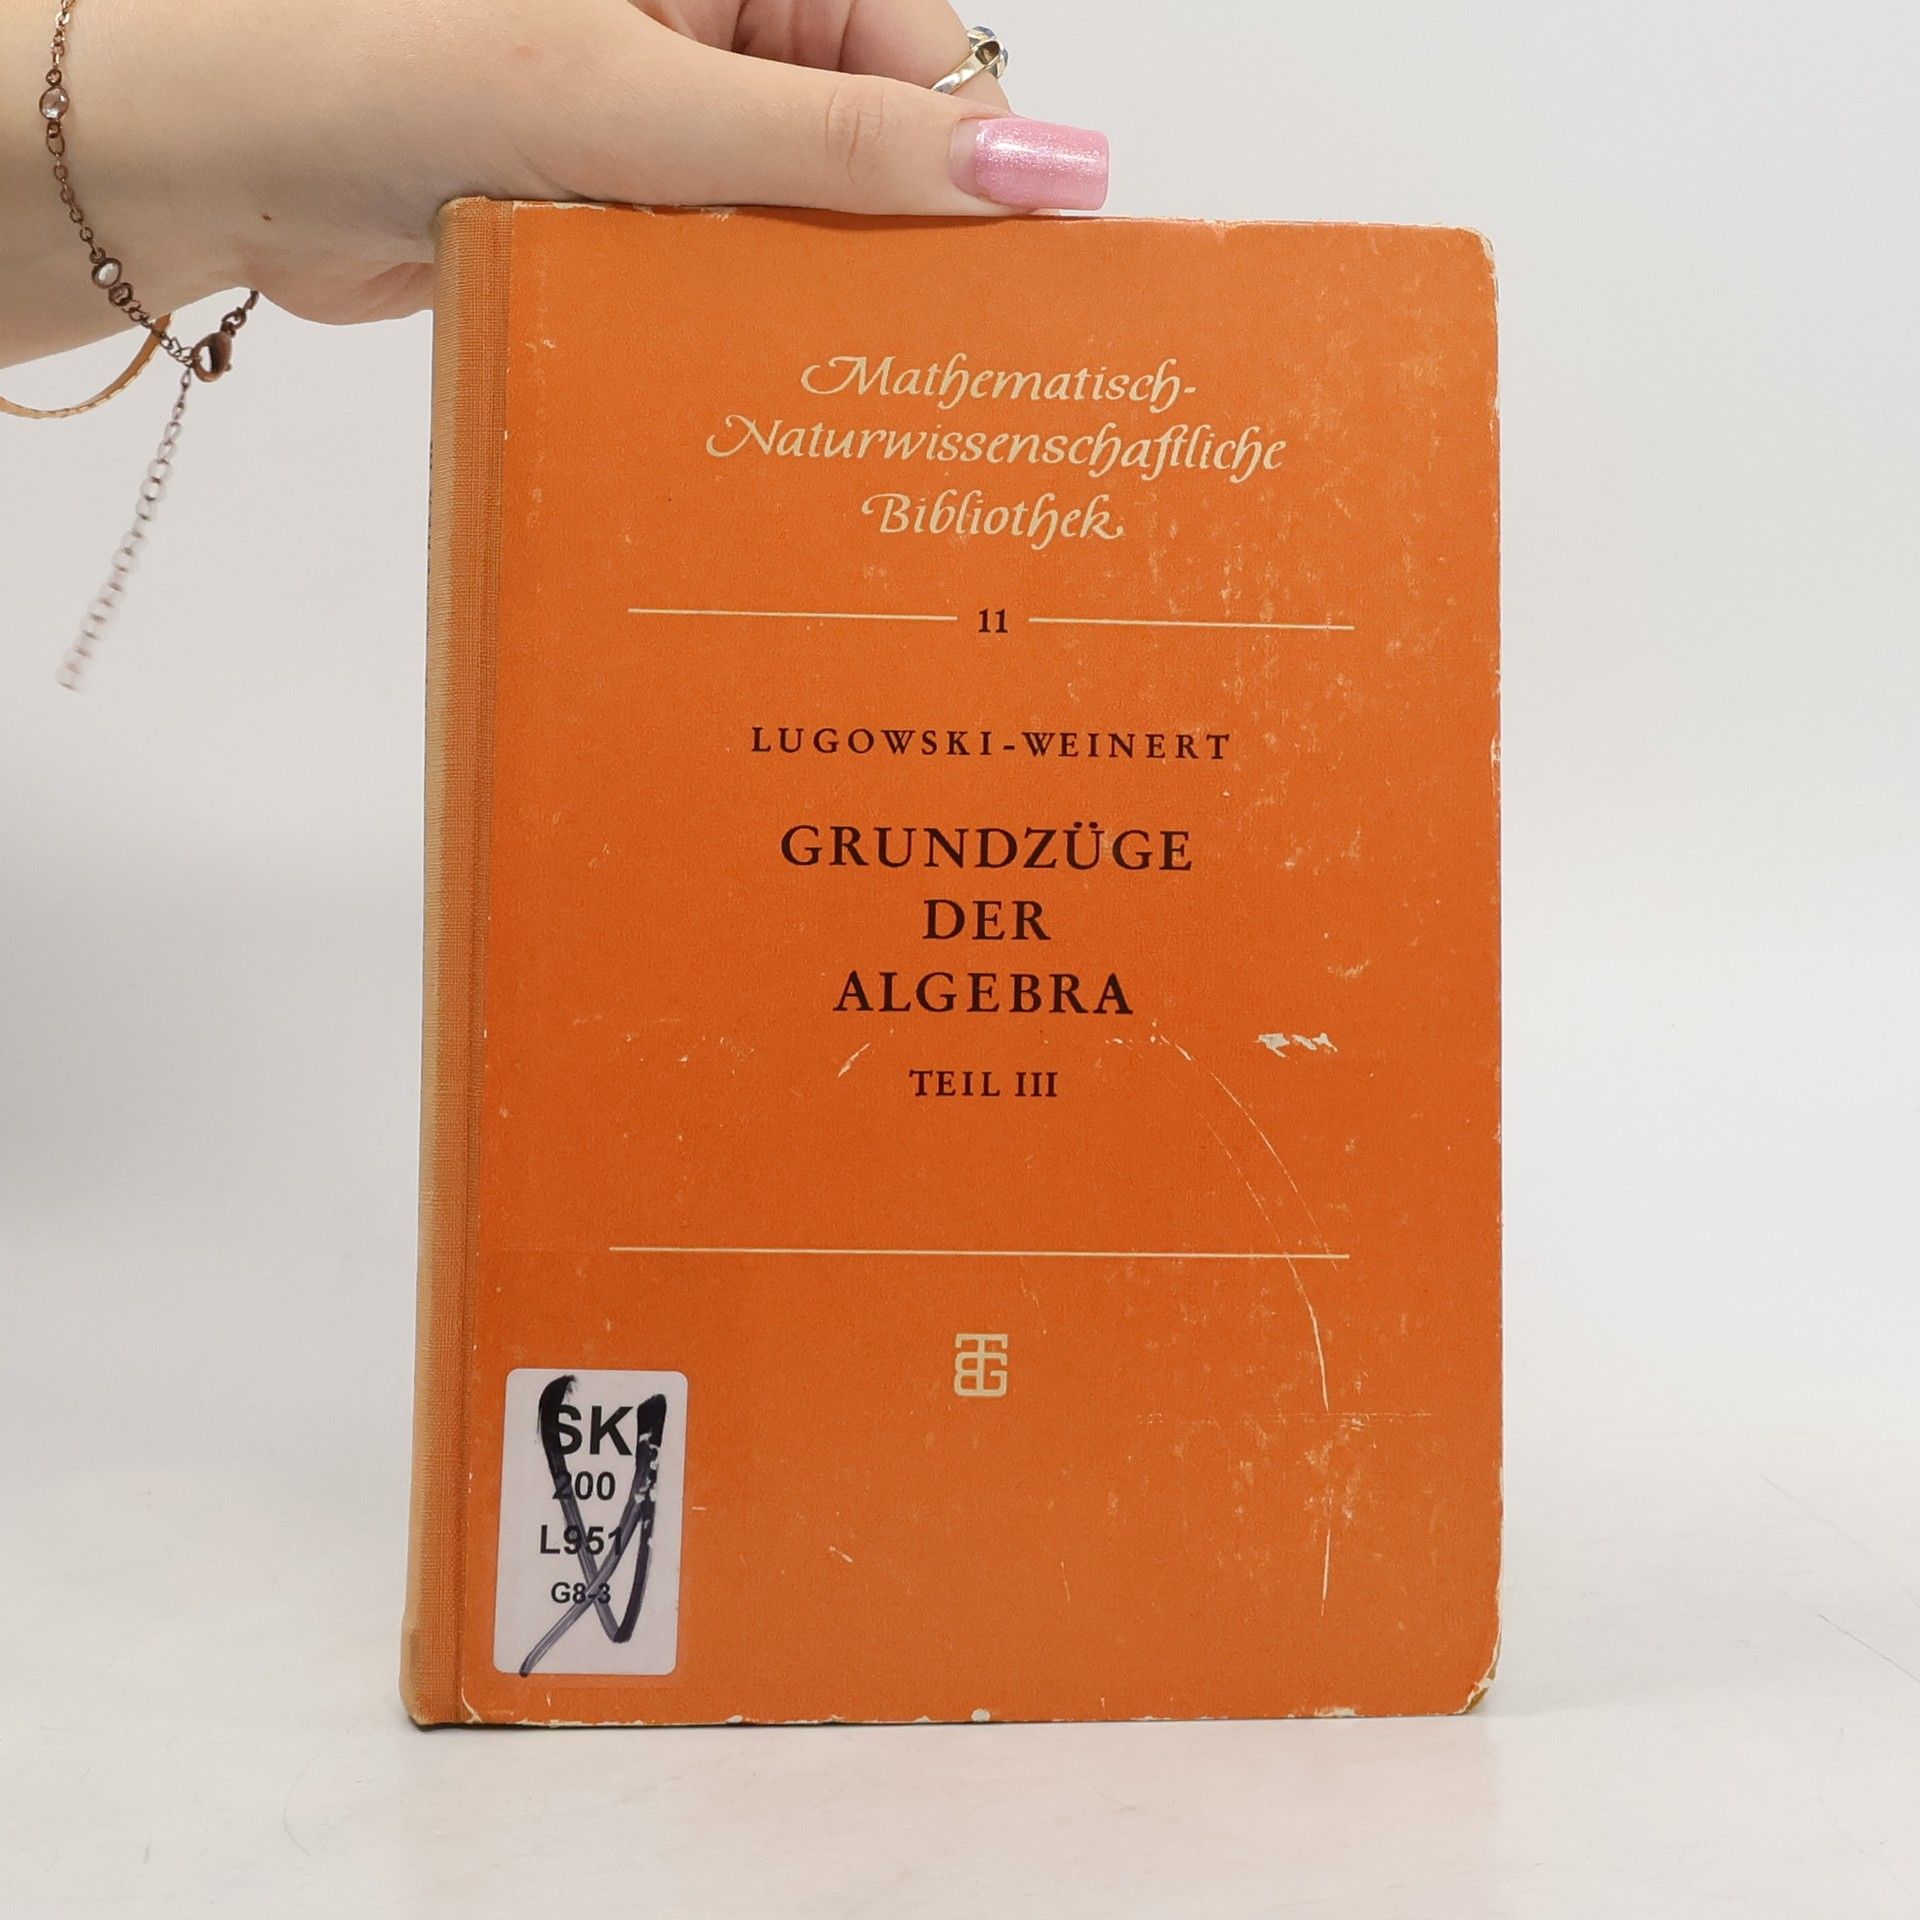 Mathematisch-
Naturwissenschaftliche
Bibliothek
11
LUGOWSKI-WEINERT
GRUNDZÜGE
DER
ALGEBRA
TEIL III
SK
200
L951
G8-3